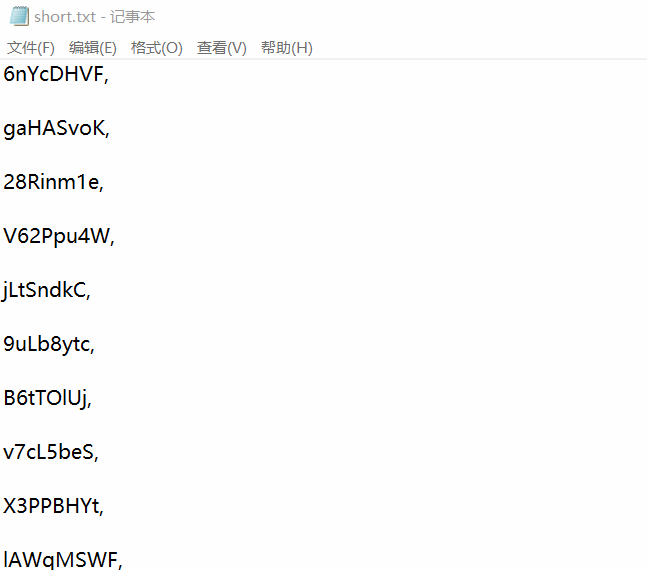 short.txt - 记事本
文件(F) 编辑(E) 格式(O) 查看(V) 帮助(H)
6nYcDHVF,
gaHASvoK,
28Rinm1e,
V62Ppu4W,
jLtSndkC,
9uLb8ytc,
B6tTOlUj,
v7cL5beS,
X3PPBHYt,
lAWqMSWF,